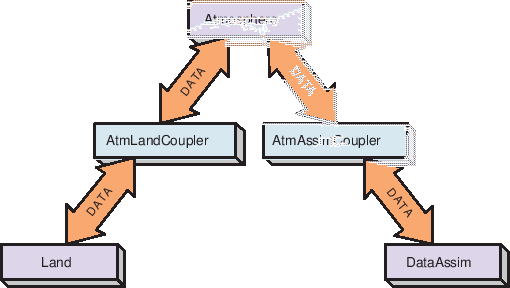 Atmosphere
DATA
DATA
AtmLandCoupler
AtmAssimCoupler
DATA
DATA
Land
DataAssim